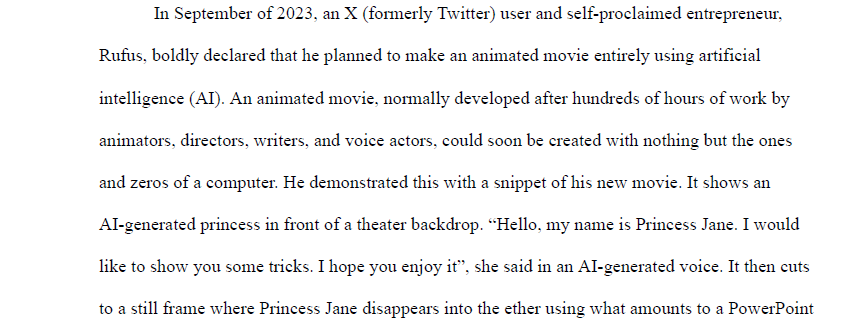 In September of 2023, an X (formerly Twitter) user and self-proclaimed entrepreneur,
Rufus, boldly declared that he planned to make an animated movie entirely using artificial
intelligence (AI). An animated movie, normally developed after hundreds of hours of work by
animators, directors, writers, and voice actors, could soon be created with nothing but the ones
and zeros of a computer. He demonstrated this with a snippet of his new movie. It shows an
AI-generated princess in front of a theater backdrop. “Hello, my name is Princess Jane. I would
like to show you some tricks. I hope you enjoy it”, she said in an AI-generated voice. It then cuts
to a still frame where Princess Jane disappears into the ether using what amounts to a PowerPoint